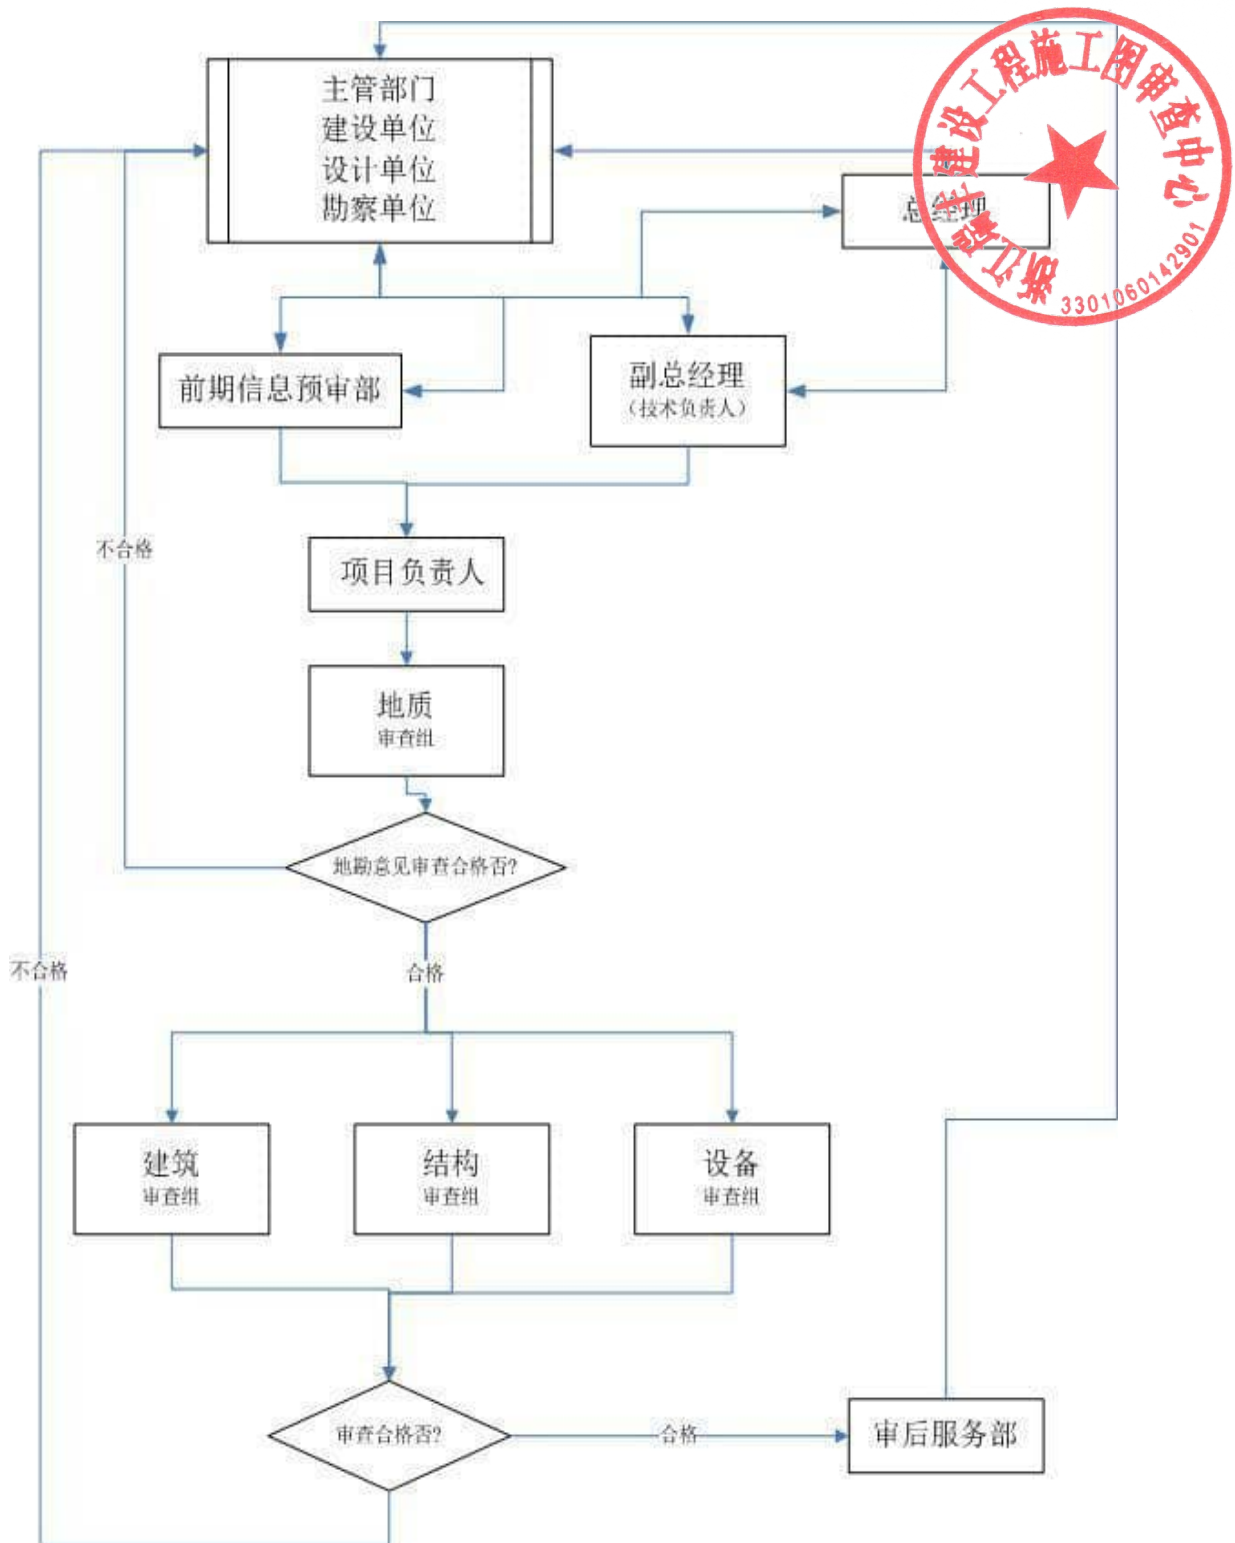 主管部门
建设单位
设计单位
勘察单位
总经理
前期信息预审部
副总经理
（技术负责人）
不合格
项目负责人
地质
审查组
地勘意见审查合格否?
不合格
合格
建筑
审查组
结构
审查组
设备
审查组
审查合格否?
合格
审后服务部
建设工程施工图审查中心
3301060142901